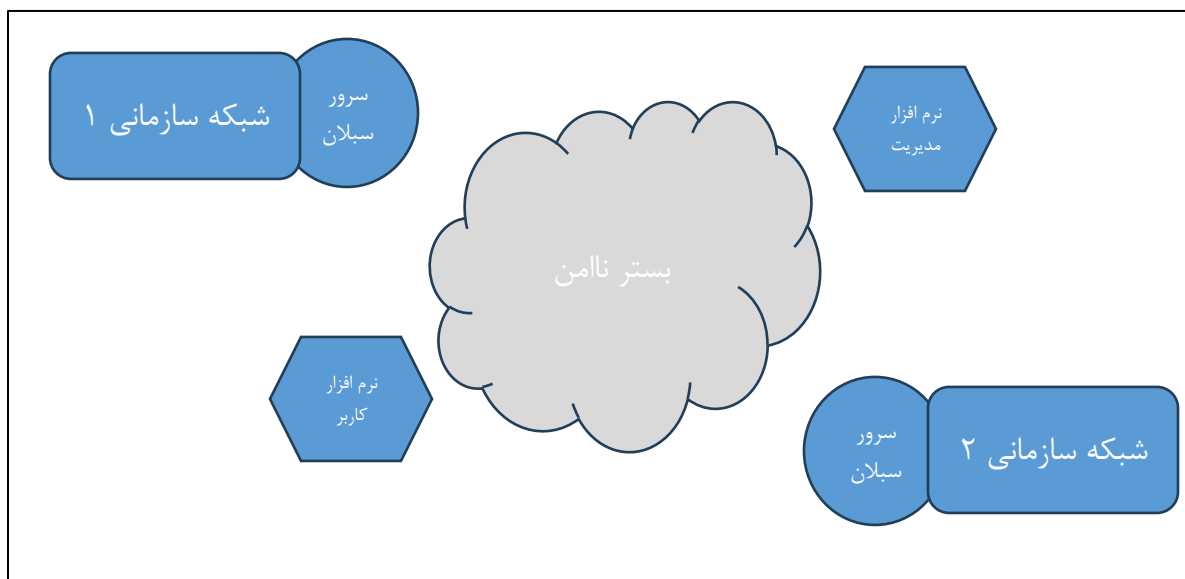 شبکه سازمانی ۱
سرور
سبلان
نرم افزار
مدیریت
بستر ناامن
نرم افزار
کاربر
سرور
سبلان
شبکه سازمانی ۲